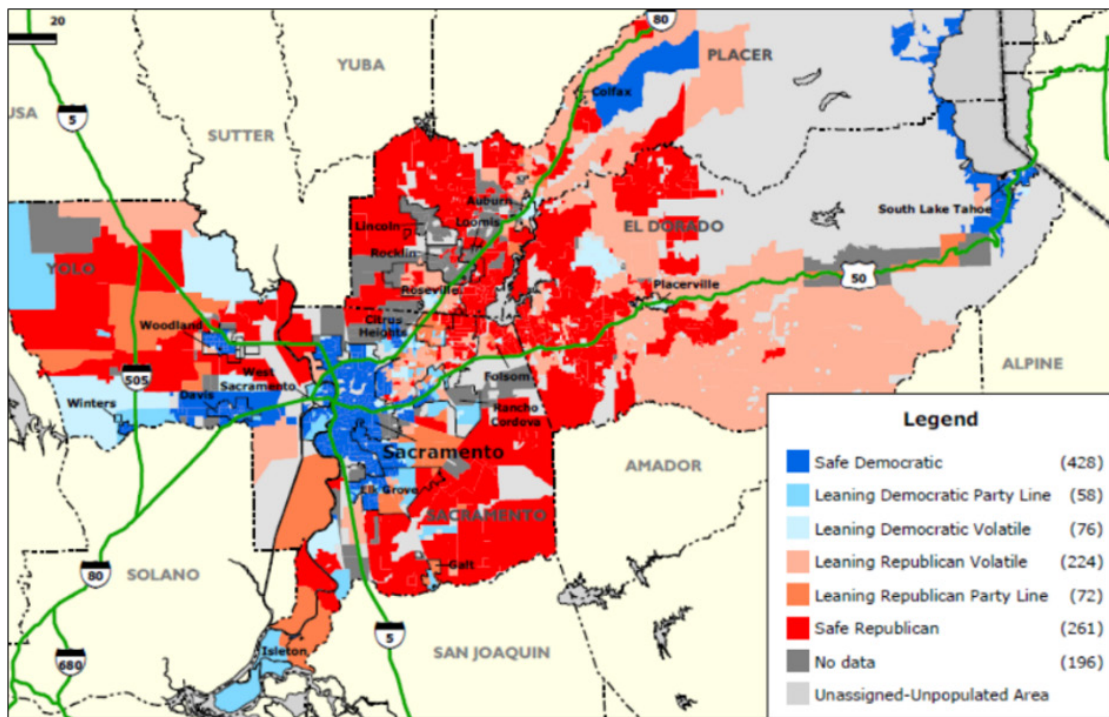 20
80
PLACER
YUBA
Colfax
USA
5
SUTTER
Auburn
Lincoln
Loomis
South Lake Tahoe
EL DORADO
Rocklin
YOLO
Roseville
Placerville
50
Woodland
Citrus
Heights
505
West
Sacramento
Folsom
ALPINE
Winters
Davis
Rancho
Cordova
Sacramento
AMADOR
Elk Grove
SACRAMENTO
Galt
80
SOLANO
5
Isleton
SAN JOAQUIN
680
Legend
Safe Democratic (428)
Leaning Democratic Party Line (58)
Leaning Democratic Volatile (76)
Leaning Republican Volatile (224)
Leaning Republican Party Line (72)
Safe Republican (261)
No data (196)
Unassigned-Unpopulated Area